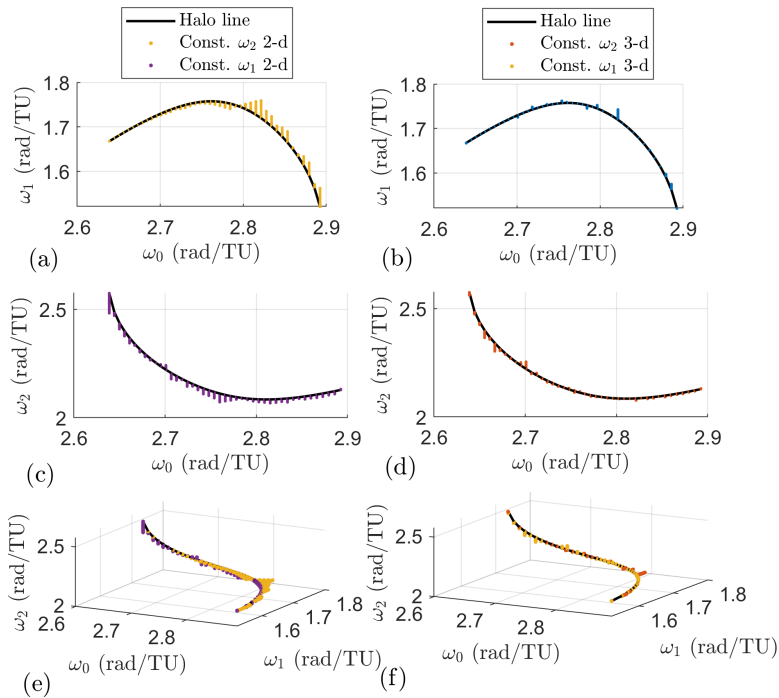 Halo line
Const. ω₂ 2-d
Const. ω₁ 2-d
Halo line
Const. ω₂ 3-d
Const. ω₁ 3-d
1.8
1.7
1.6
ω₁ (rad/TU)
2.6 2.7 2.8 2.9
ω₀ (rad/TU)
(a)
1.8
1.7
1.6
ω₁ (rad/TU)
2.6 2.7 2.8 2.9
ω₀ (rad/TU)
(b)
2.5
2
ω₂ (rad/TU)
2.6 2.7 2.8 2.9
ω₀ (rad/TU)
(c)
2.5
2
ω₂ (rad/TU)
2.6 2.7 2.8 2.9
ω₀ (rad/TU)
(d)
2.5
2
ω₂ (rad/TU)
2.6
2.7
2.8
ω₀ (rad/TU)
1.6
1.7
1.8
ω₁ (rad/TU)
(e)
2.5
2
ω₂ (rad/TU)
2.6
2.7
2.8
ω₀ (rad/TU)
1.6
1.7
1.8
ω₁ (rad/TU)
(f)